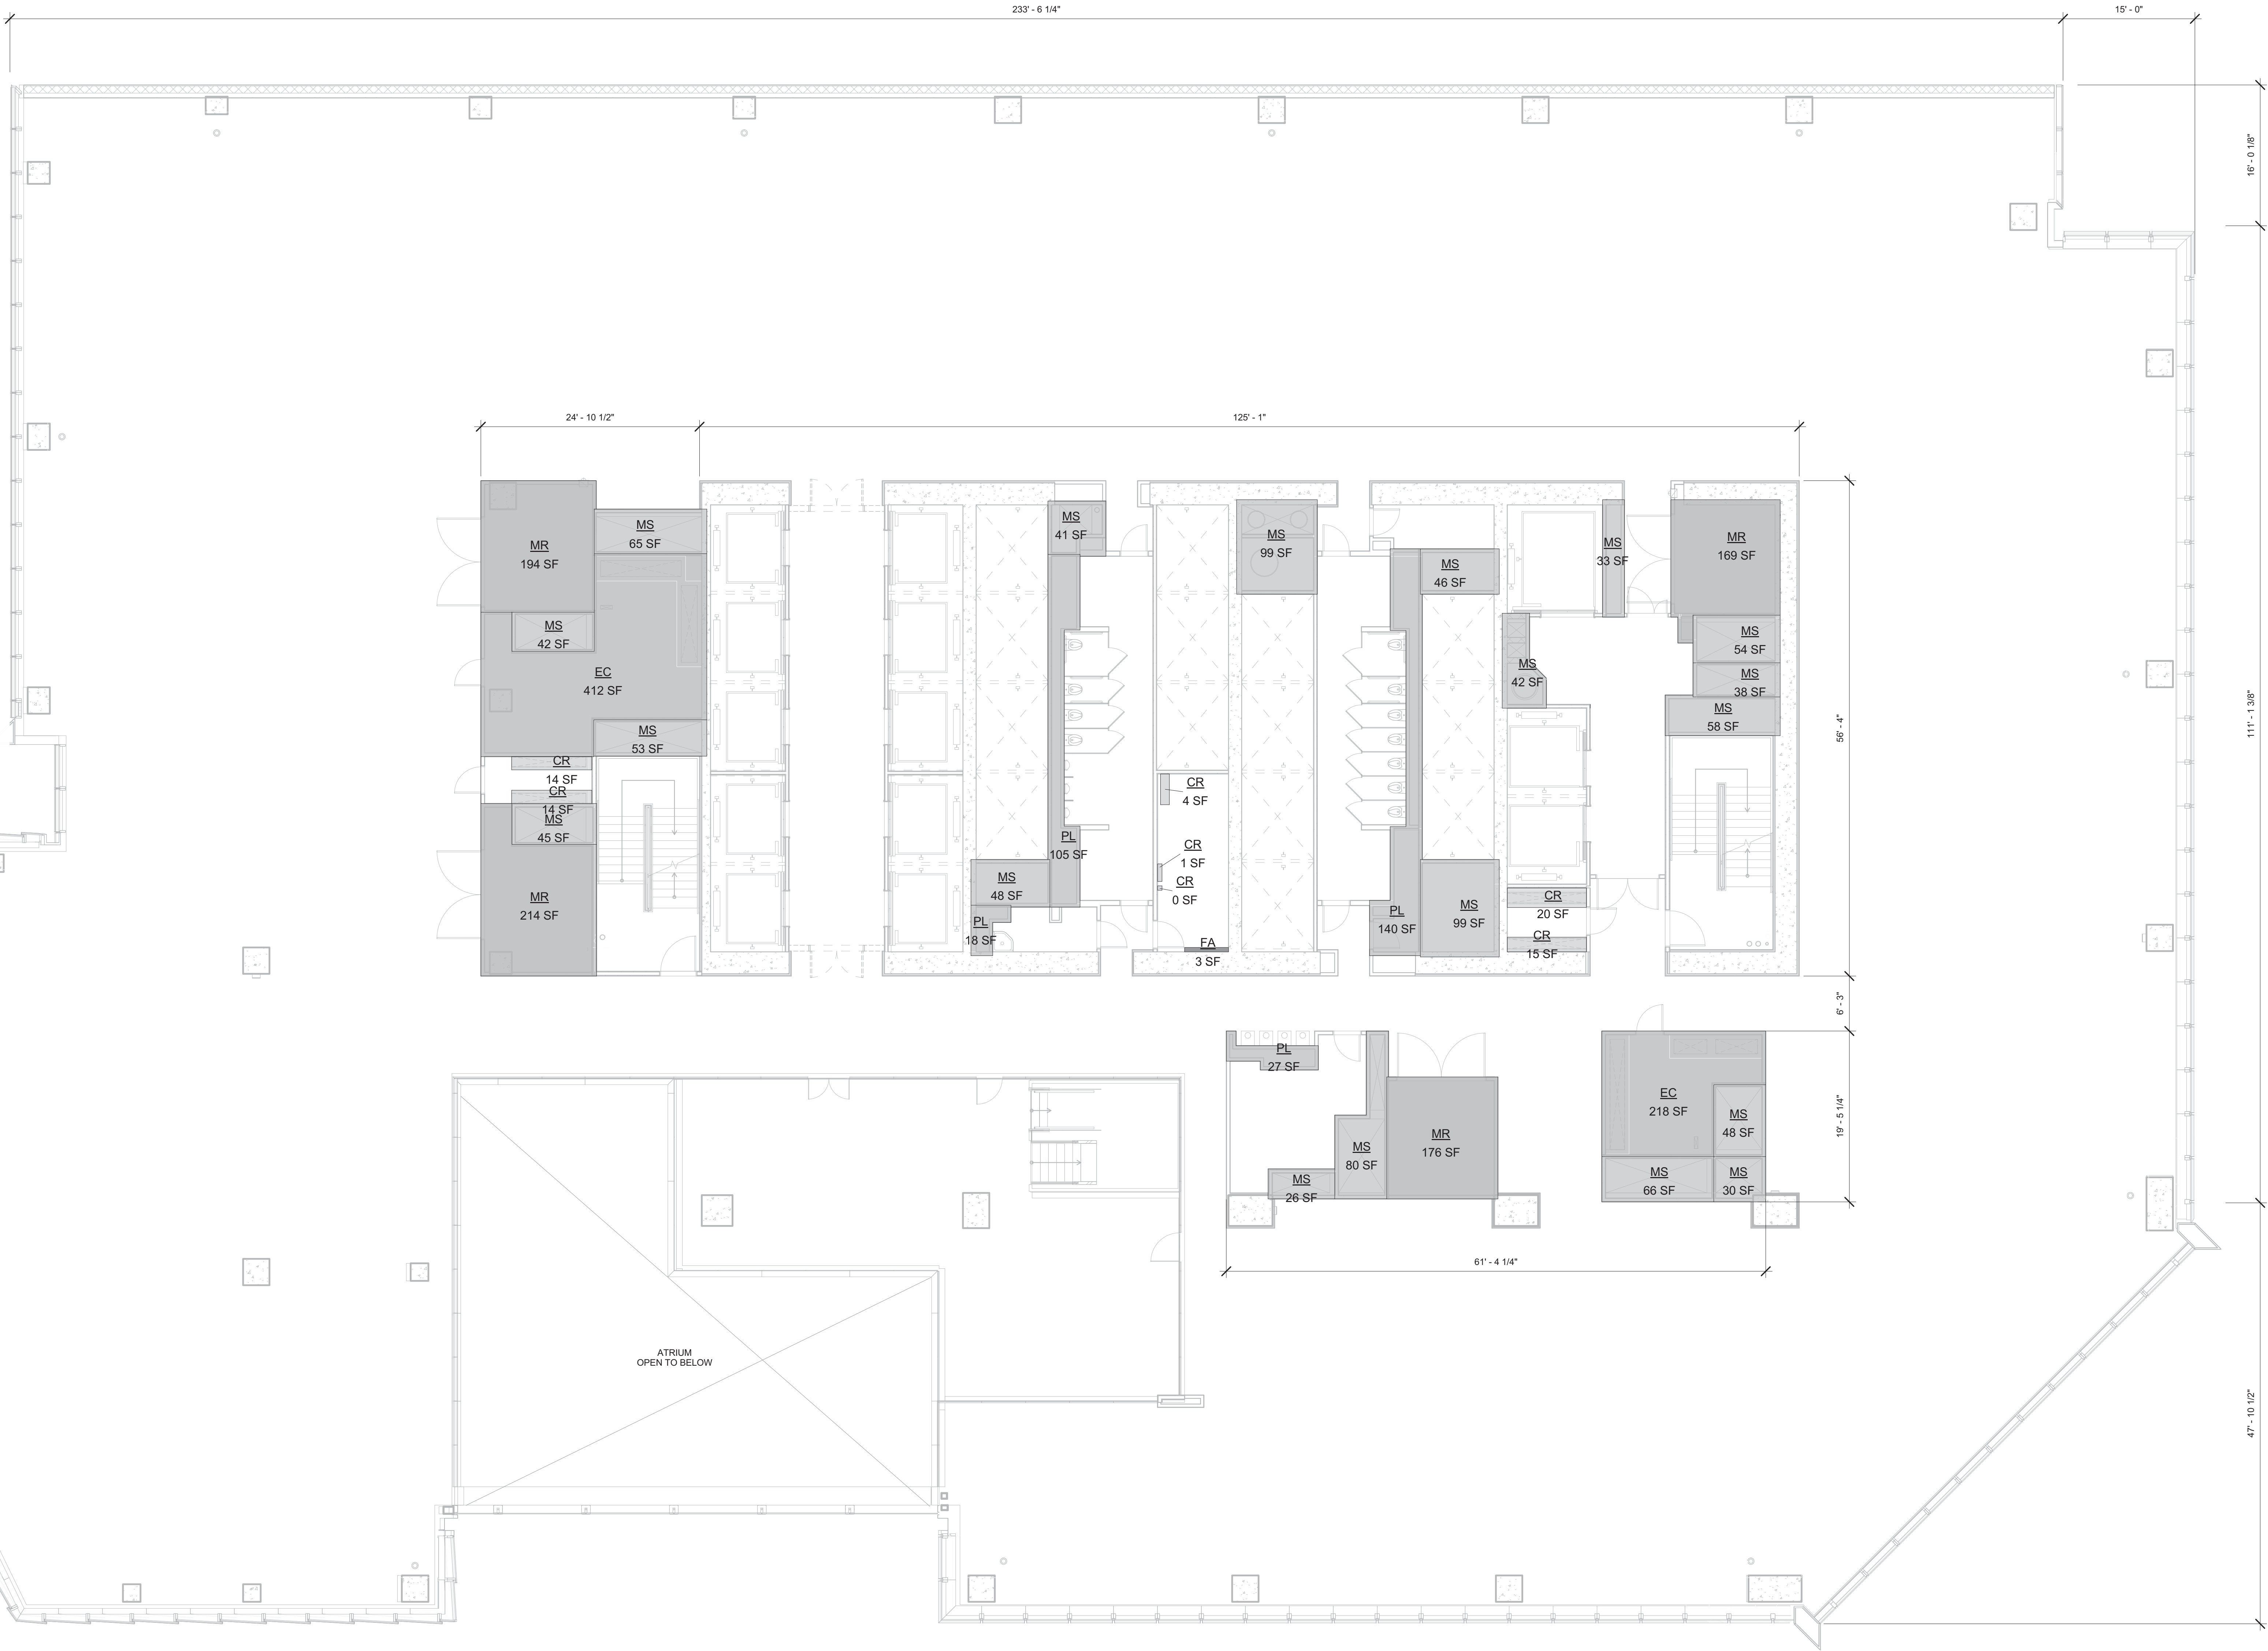 233' - 6 1/4"
15' - 0"
16' - 0 1/8"
24' - 10 1/2"
125' - 1"
MR
194 SF
MS
65 SF
MS
42 SF
EC
412 SF
MS
53 SF
CR
14 SF
CR
14 SF
MS
45 SF
MR
214 SF
MS
41 SF
PL
105 SF
MS
48 SF
PL
18 SF
MS
99 SF
CR
4 SF
CR
1 SF
CR
0 SF
FA
3 SF
MS
46 SF
PL
140 SF
MS
99 SF
MS
33 SF
MS
42 SF
CR
20 SF
CR
15 SF
MR
169 SF
MS
54 SF
MS
38 SF
MS
58 SF
56' - 4"
111' - 1 3/8"
6' - 3"
PL
27 SF
MS
80 SF
MS
26 SF
MR
176 SF
EC
218 SF
MS
48 SF
MS
66 SF
MS
30 SF
19' - 5 1/4"
61' - 4 1/4"
ATRIUM
OPEN TO BELOW
47' - 10 1/2"